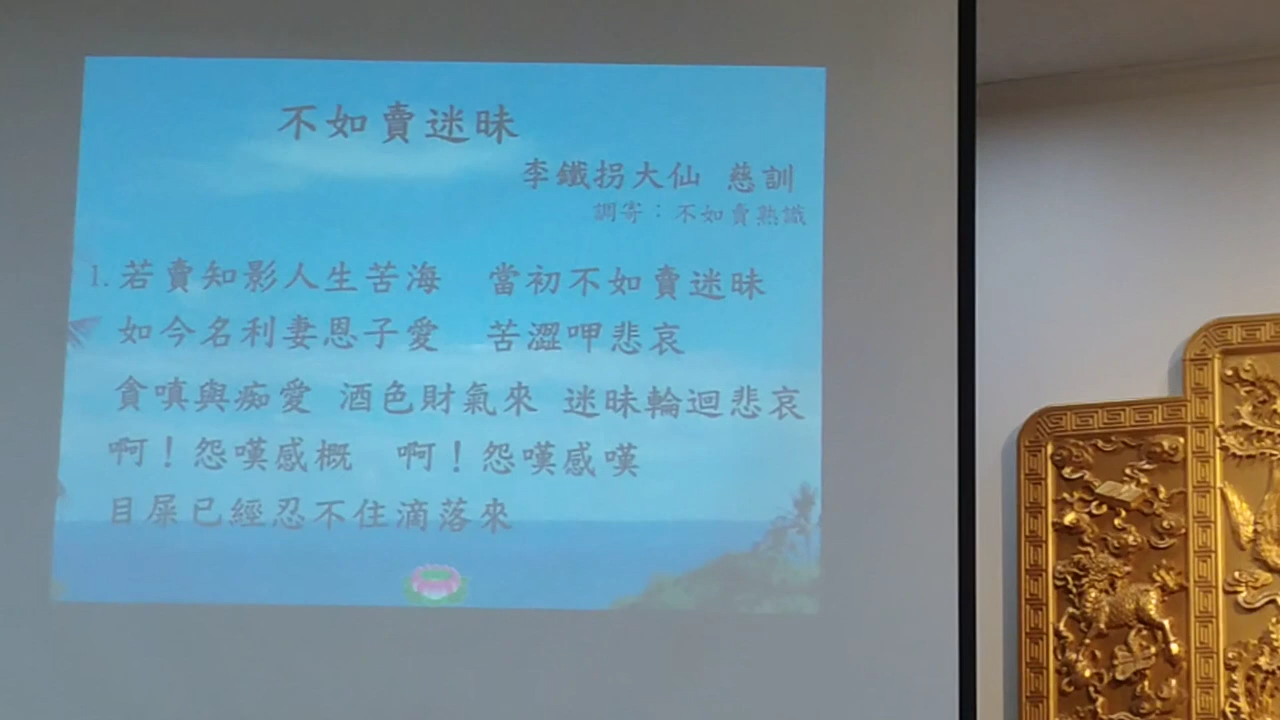 不如賣迷昧
李鐵拐大仙 慈訓
調寄：不如賣熟識
1. 若賣知影人生苦海 當初不如賣迷昧
如今名利妻恩子愛 苦澀呷悲哀
貪嗔與痴愛 酒色財氣來 迷昧輪迴悲哀
啊！怨嘆感概 啊！怨嘆感嘆
目屎已經忍不住滴落來